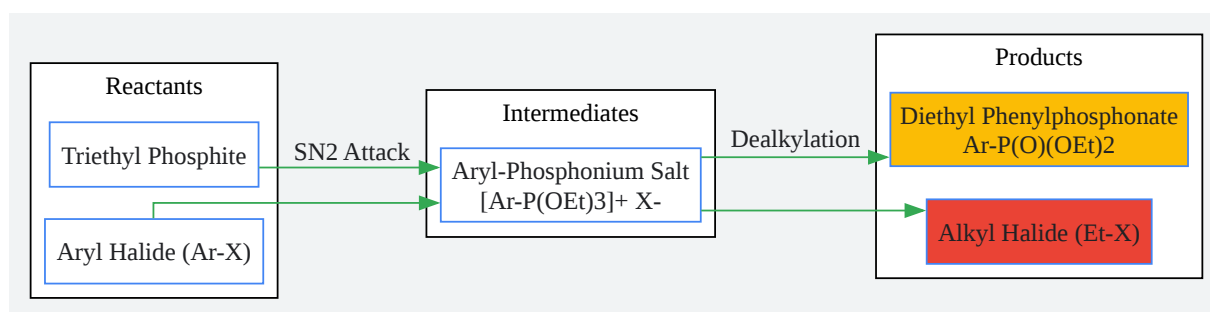 Reactants
Triethyl Phosphite
Aryl Halide (Ar-X)
SN2 Attack
Intermediates
Aryl-Phosphonium Salt
[Ar-P(OEt)3]+ X-
Dealkylation
Products
Diethyl Phenylphosphonate
Ar-P(O)(OEt)2
Alkyl Halide (Et-X)